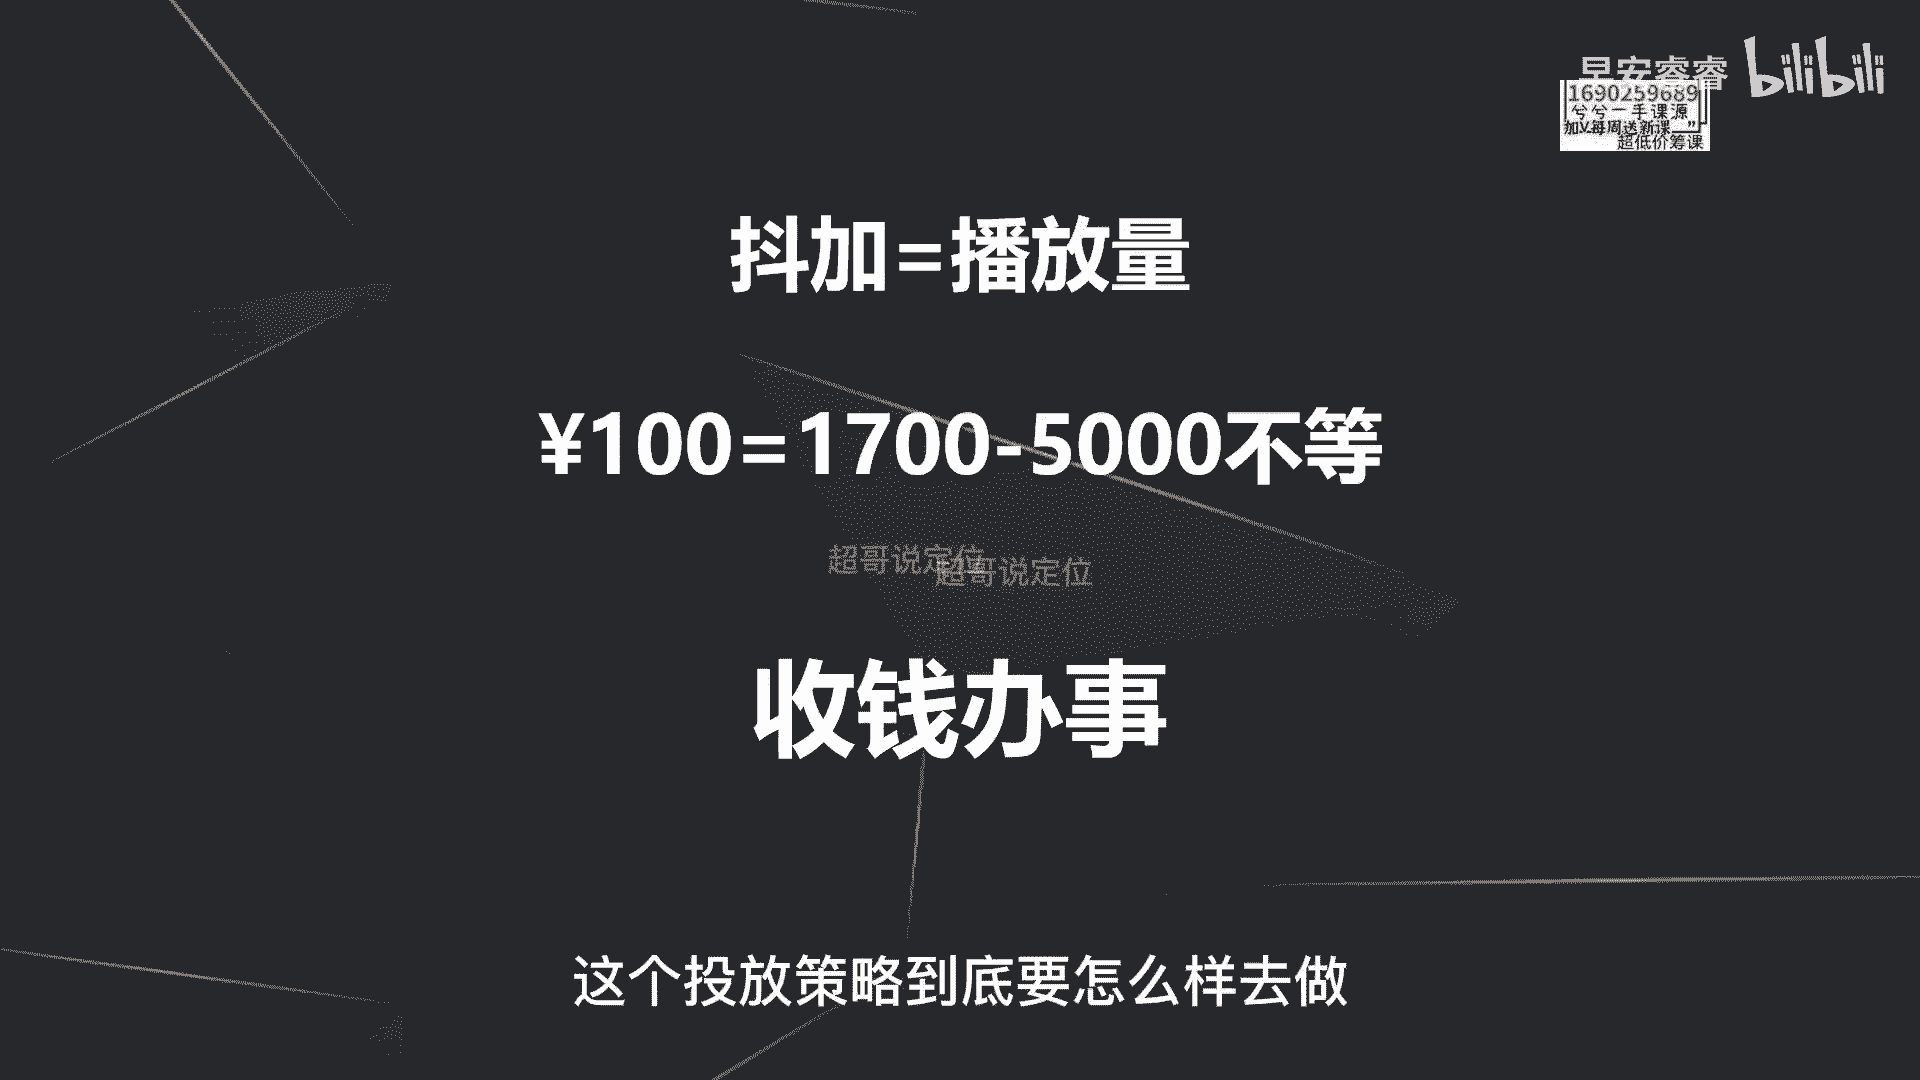 早安睿睿 bilibili
1690259689
兮兮一手课源
加V每周送新课
超低价筹课
抖加=播放量
¥100=1700-5000不等
超哥说定位
超哥说定位
收钱办事
这个投放策略到底要怎么样去做